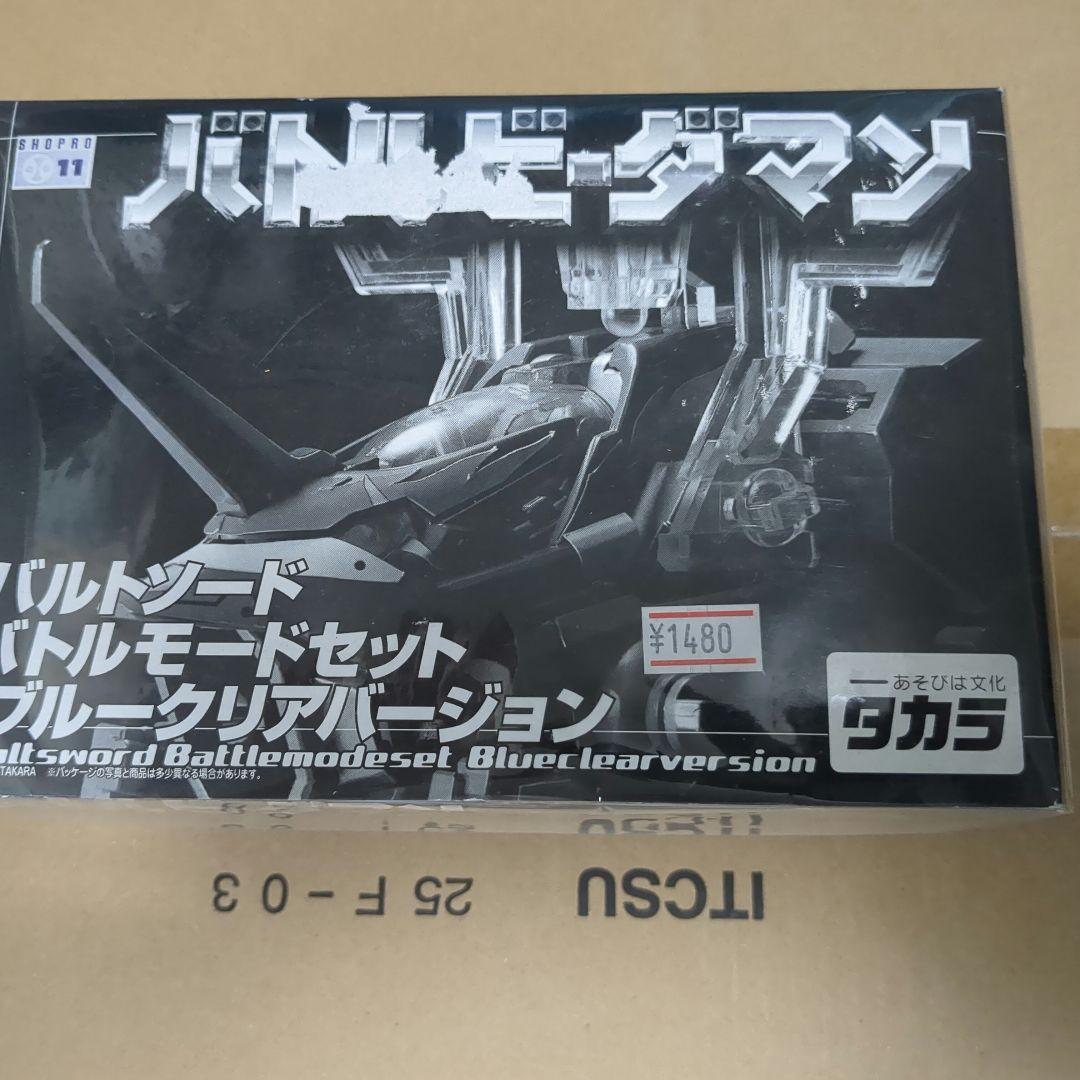 SHOPRO
11
バトルビーダマン
バルトソード
バトルモードセット
ブルークリアバージョン
ltsword Battlemodeset Blueclearversion
TAKARA ※パッケージの写真と商品は多少異なる場合があります。
¥1480
あそびは文化
タカラ
ITCSU 25F-03